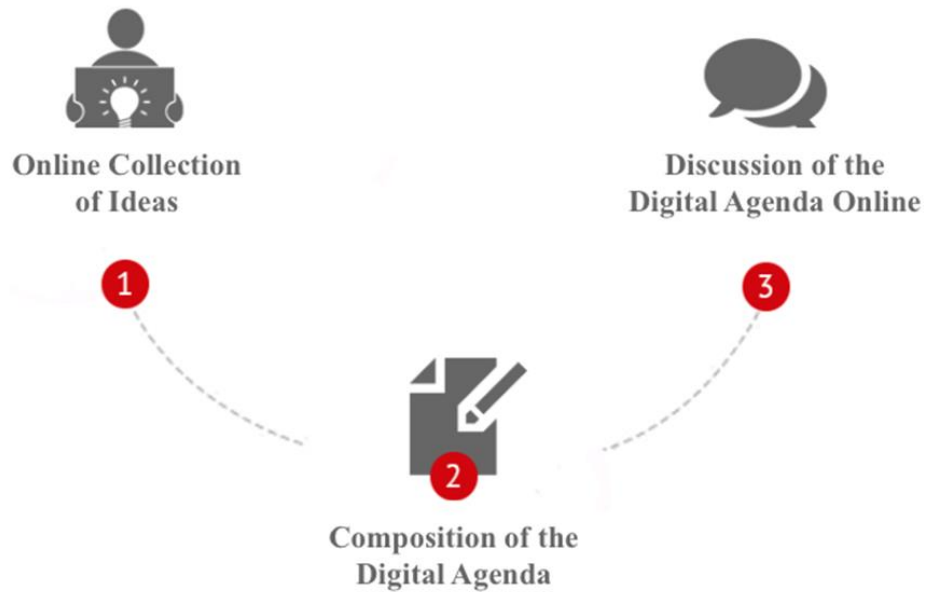 Online Collection
of Ideas
1
2
Composition of the
Digital Agenda
Discussion of the
Digital Agenda Online
3